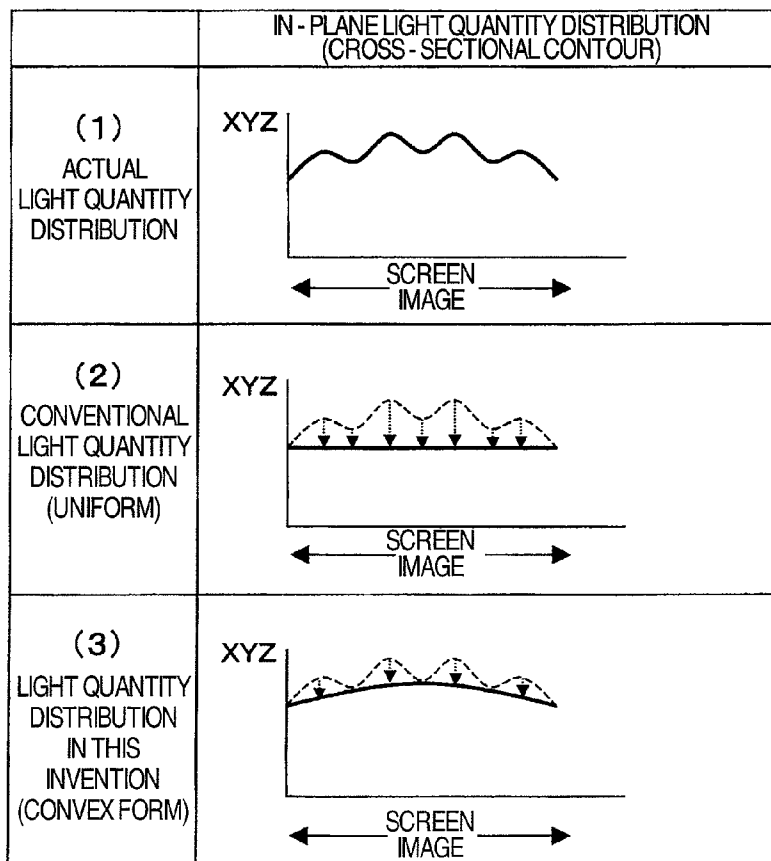 IN-PLANE LIGHT QUANTITY DISTRIBUTION
(CROSS-SECTIONAL CONTOUR)
(1)
ACTUAL
LIGHT QUANTITY
DISTRIBUTION
XYZ
SCREEN
IMAGE
(2)
CONVENTIONAL
LIGHT QUANTITY
DISTRIBUTION
(UNIFORM)
XYZ
SCREEN
IMAGE
(3)
LIGHT QUANTITY
DISTRIBUTION
IN THIS
INVENTION
(CONVEX FORM)
XYZ
SCREEN
IMAGE